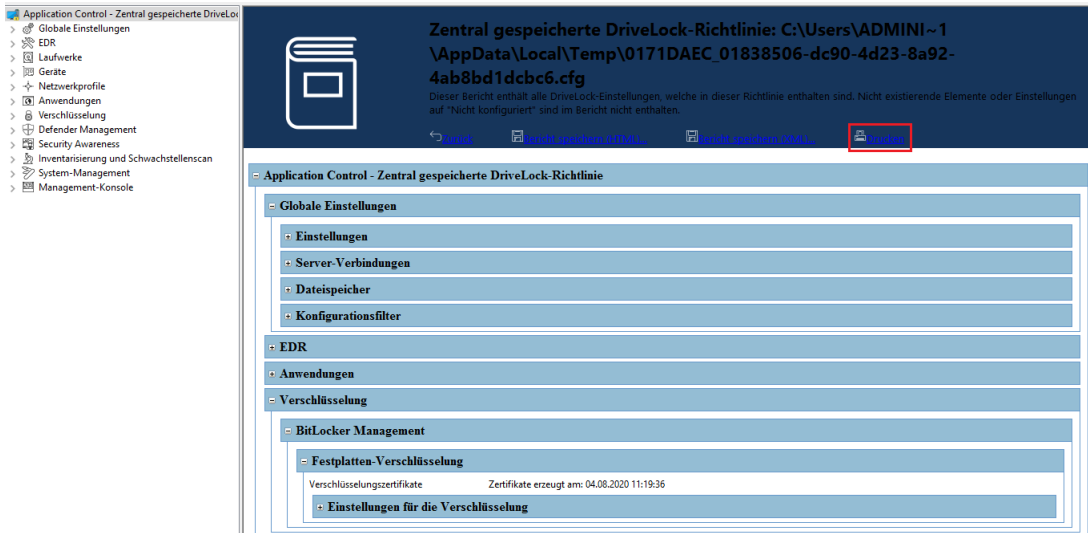 Application Control - Zentral gespeicherte DriveLo
Globale Einstellungen
EDR
Laufwerke
Geräte
Netzwerkprofile
Anwendungen
Verschlüsselung
Defender Management
Security Awareness
Inventarisierung und Schwachstellenscan
System-Management
Management-Konsole
Zentral gespeicherte DriveLock-Richtlinie: C:\Users\ADMINI~1
\AppData\Local\Temp\0171DAEC_01838506-dc90-4d23-8a92-
4ab8bd1dcbc6.cfg
Dieser Bericht enthält alle DriveLock-Einstellungen, welche in dieser Richtlinie enthalten sind. Nicht existierende Elemente oder Einstellungen
auf "Nicht konfiguriert" sind im Bericht nicht enthalten.
Zurück Bericht speichern (HTML)... Bericht speichern (XML)... Drucken
Application Control - Zentral gespeicherte DriveLock-Richtlinie
Globale Einstellungen
Einstellungen
Server-Verbindungen
Dateispeicher
Konfigurationsfilter
EDR
Anwendungen
Verschlüsselung
BitLocker Management
Festplatten-Verschlüsselung
Verschlüsselungszertifikate Zertifikate erzeugt am: 04.08.2020 11:19:36
Einstellungen für die Verschlüsselung